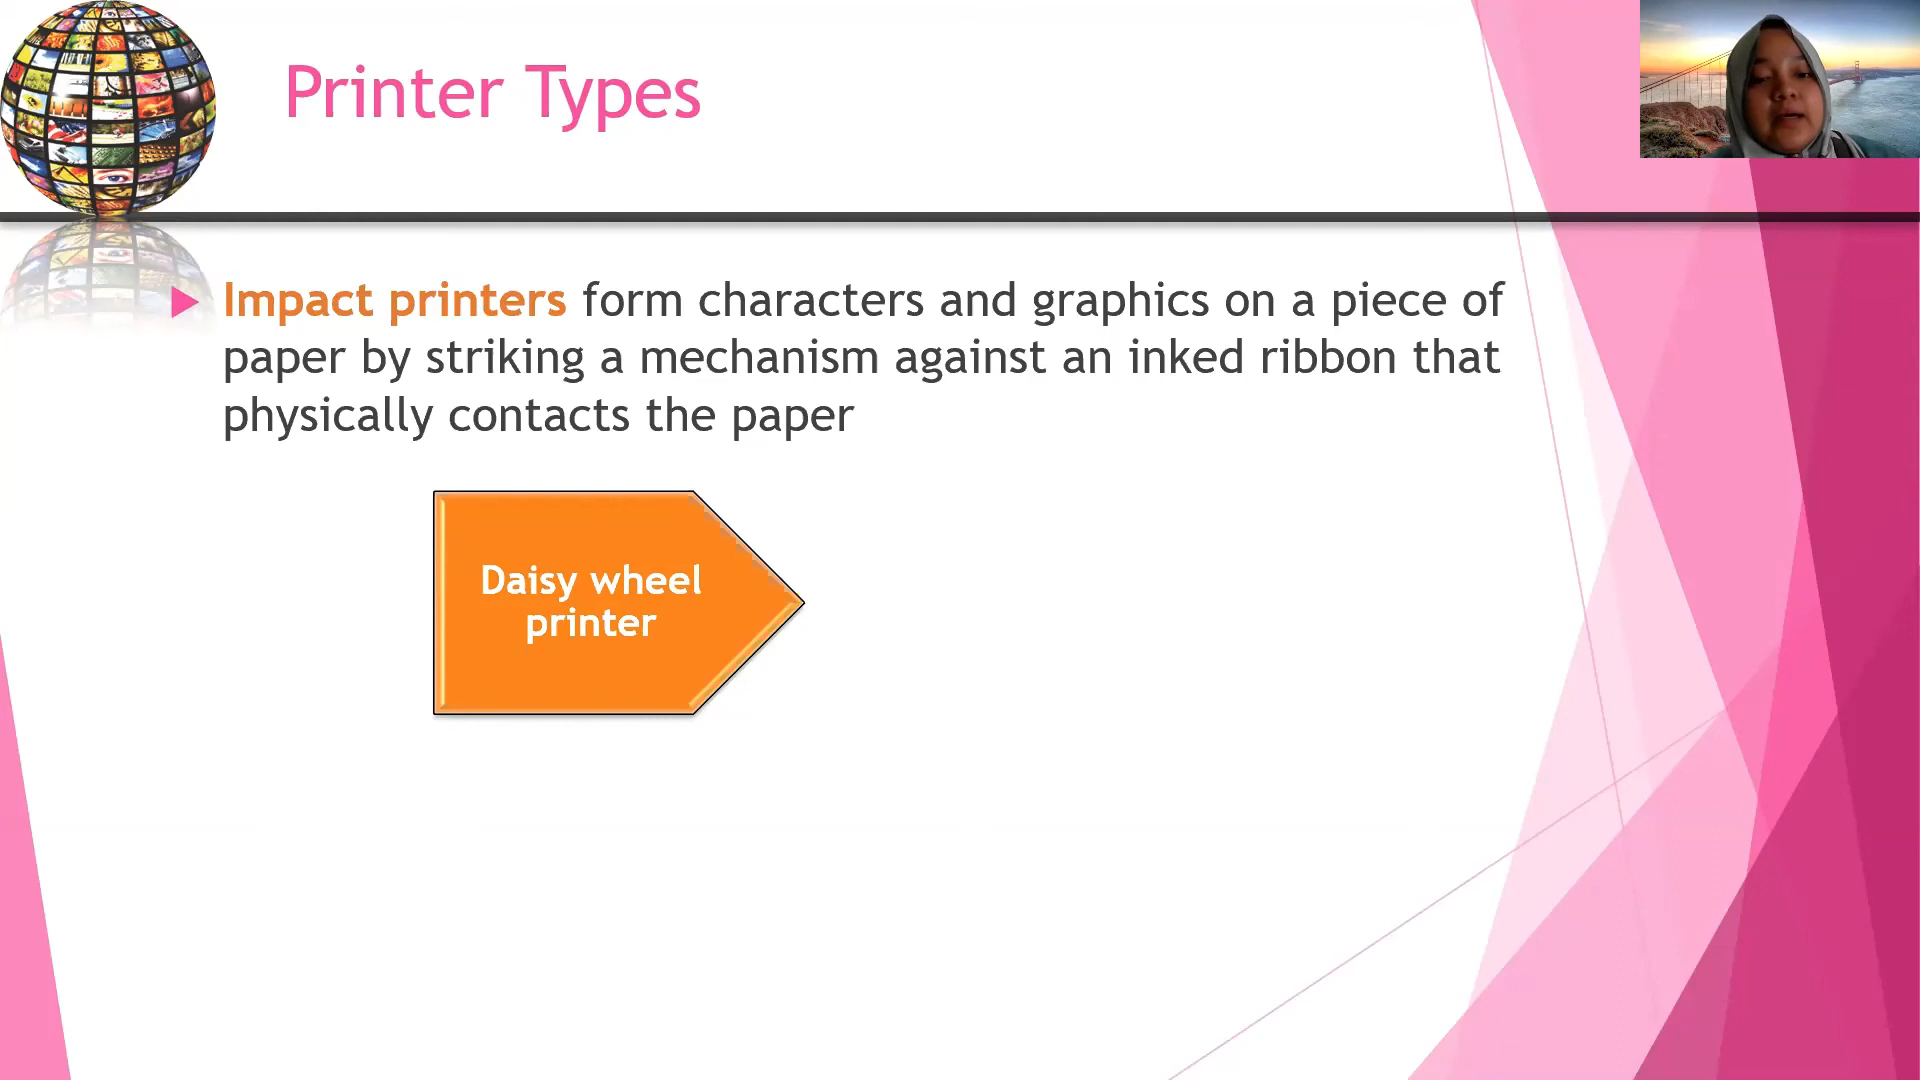 Printer Types
Impact printers form characters and graphics on a piece of
paper by striking a mechanism against an inked ribbon that
physically contacts the paper
Daisy wheel
printer